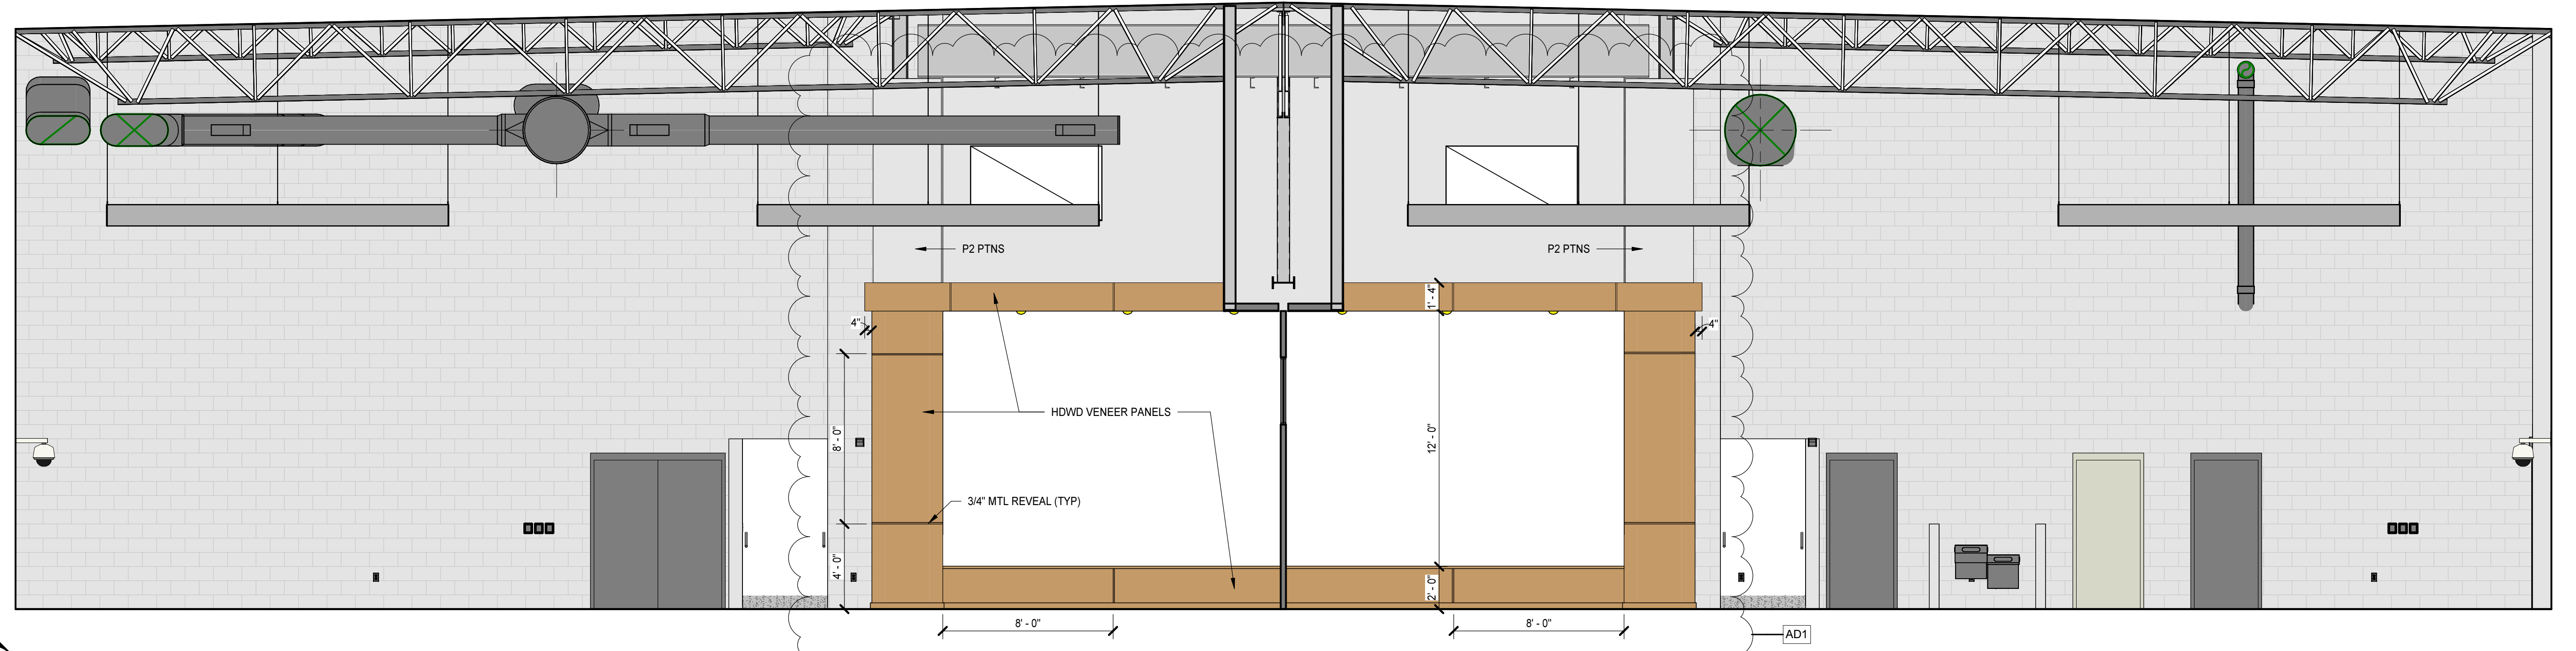 P2 PTNS
P2 PTNS
1' - 4"
4"
4"
HDWD VENEER PANELS
8' - 0"
12' - 0"
3/4" MTL REVEAL (TYP)
4' - 0"
2' - 0"
8' - 0"
8' - 0"
AD1